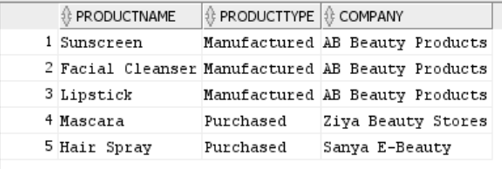 PRODUCTNAME PRODUCTTYPE COMPANY
1 Sunscreen Manufactured AB Beauty Products
2 Facial Cleanser Manufactured AB Beauty Products
3 Lipstick Manufactured AB Beauty Products
4 Mascara Purchased Ziya Beauty Stores
5 Hair Spray Purchased Sanya E-Beauty